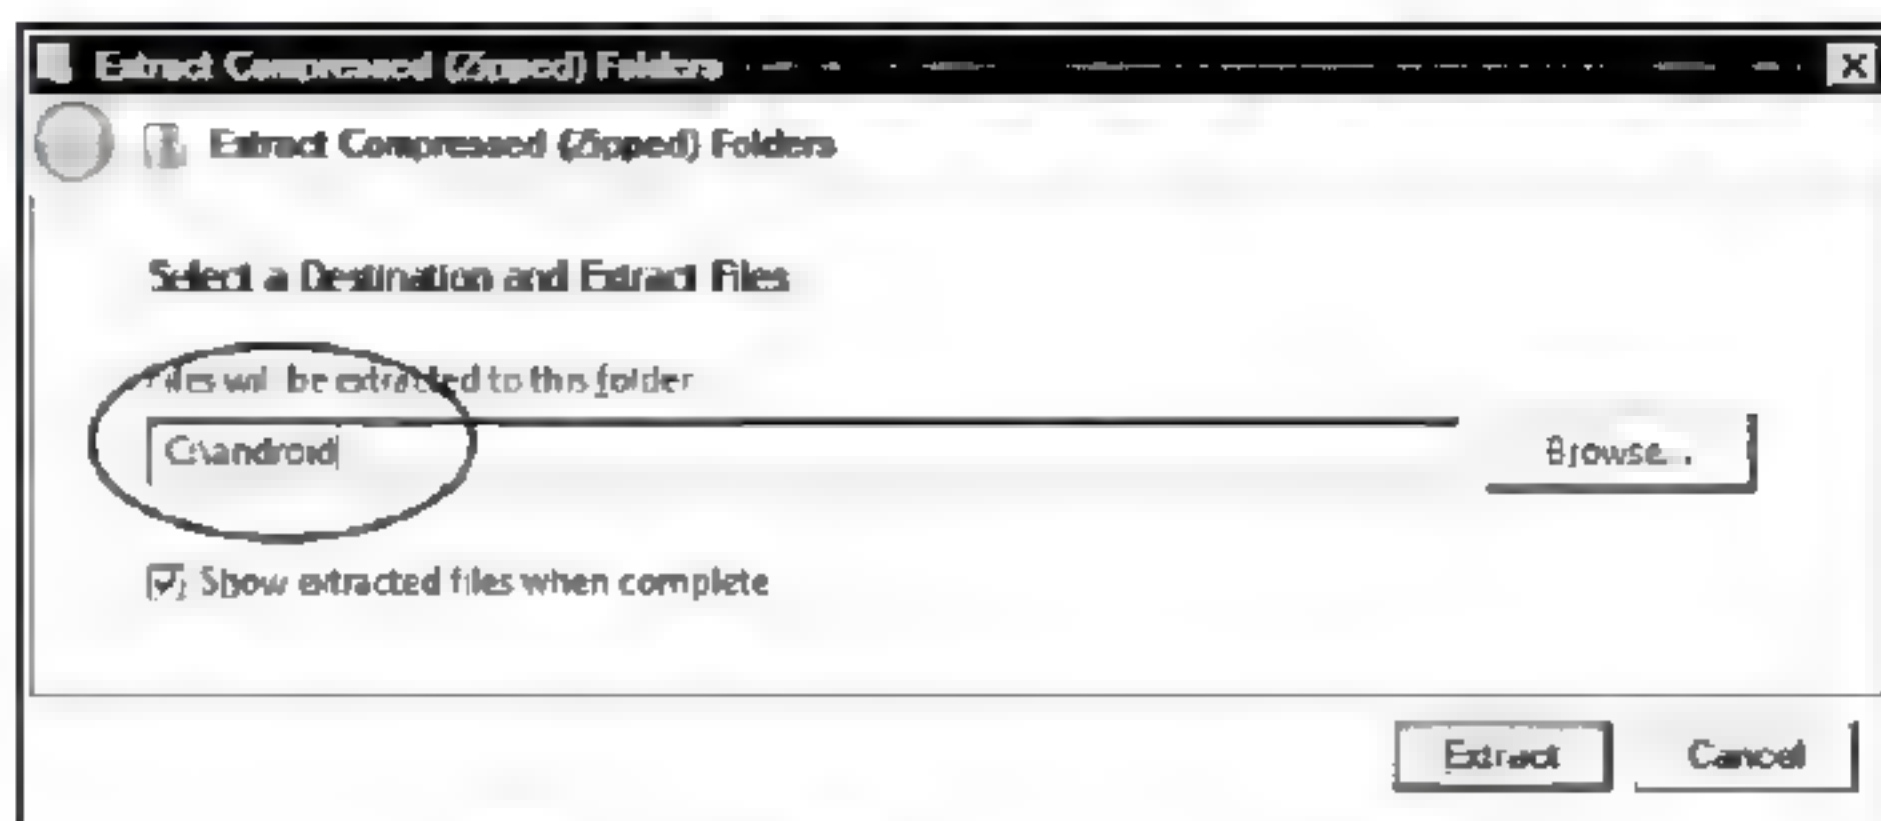 Extract Compressed (Zipped) Folders
Extract Compressed (Zipped) Folders
Select a Destination and Extract Files
Files will be extracted to this folder
C:\android
Browse...
Show extracted files when complete
Extract
Cancel